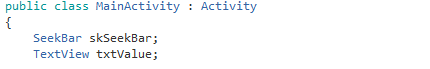 public class MainActivity : Activity
{
SeekBar skSeekBar;
TextView txtValue;